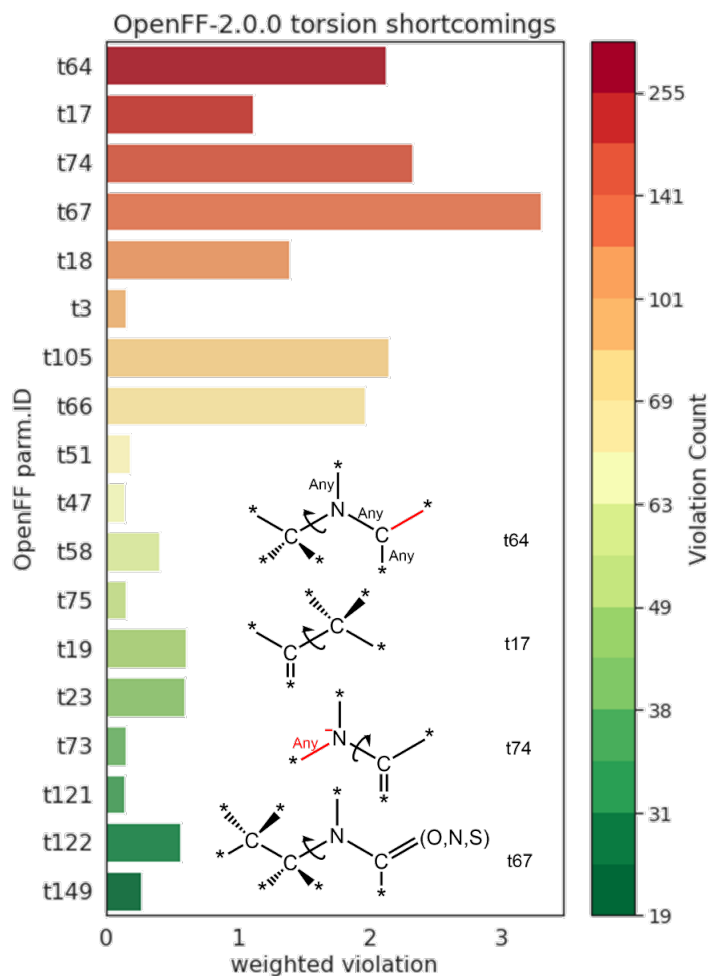 OpenFF-2.0.0 torsion shortcomings
OpenFF parm.ID
t64
t17
t74
t67
t18
t3
t105
t66
t51
t47
t58
t75
t19
t23
t73
t121
t122
t149
* Any N Any * * C * * C Any * t64
* * C * * C * t17
* Any N - * * C * t74
* * * C N C (O,N,S) * * C * t67
0 1 2 3
weighted violation
255
141
101
69
63
49
38
31
19
Violation Count